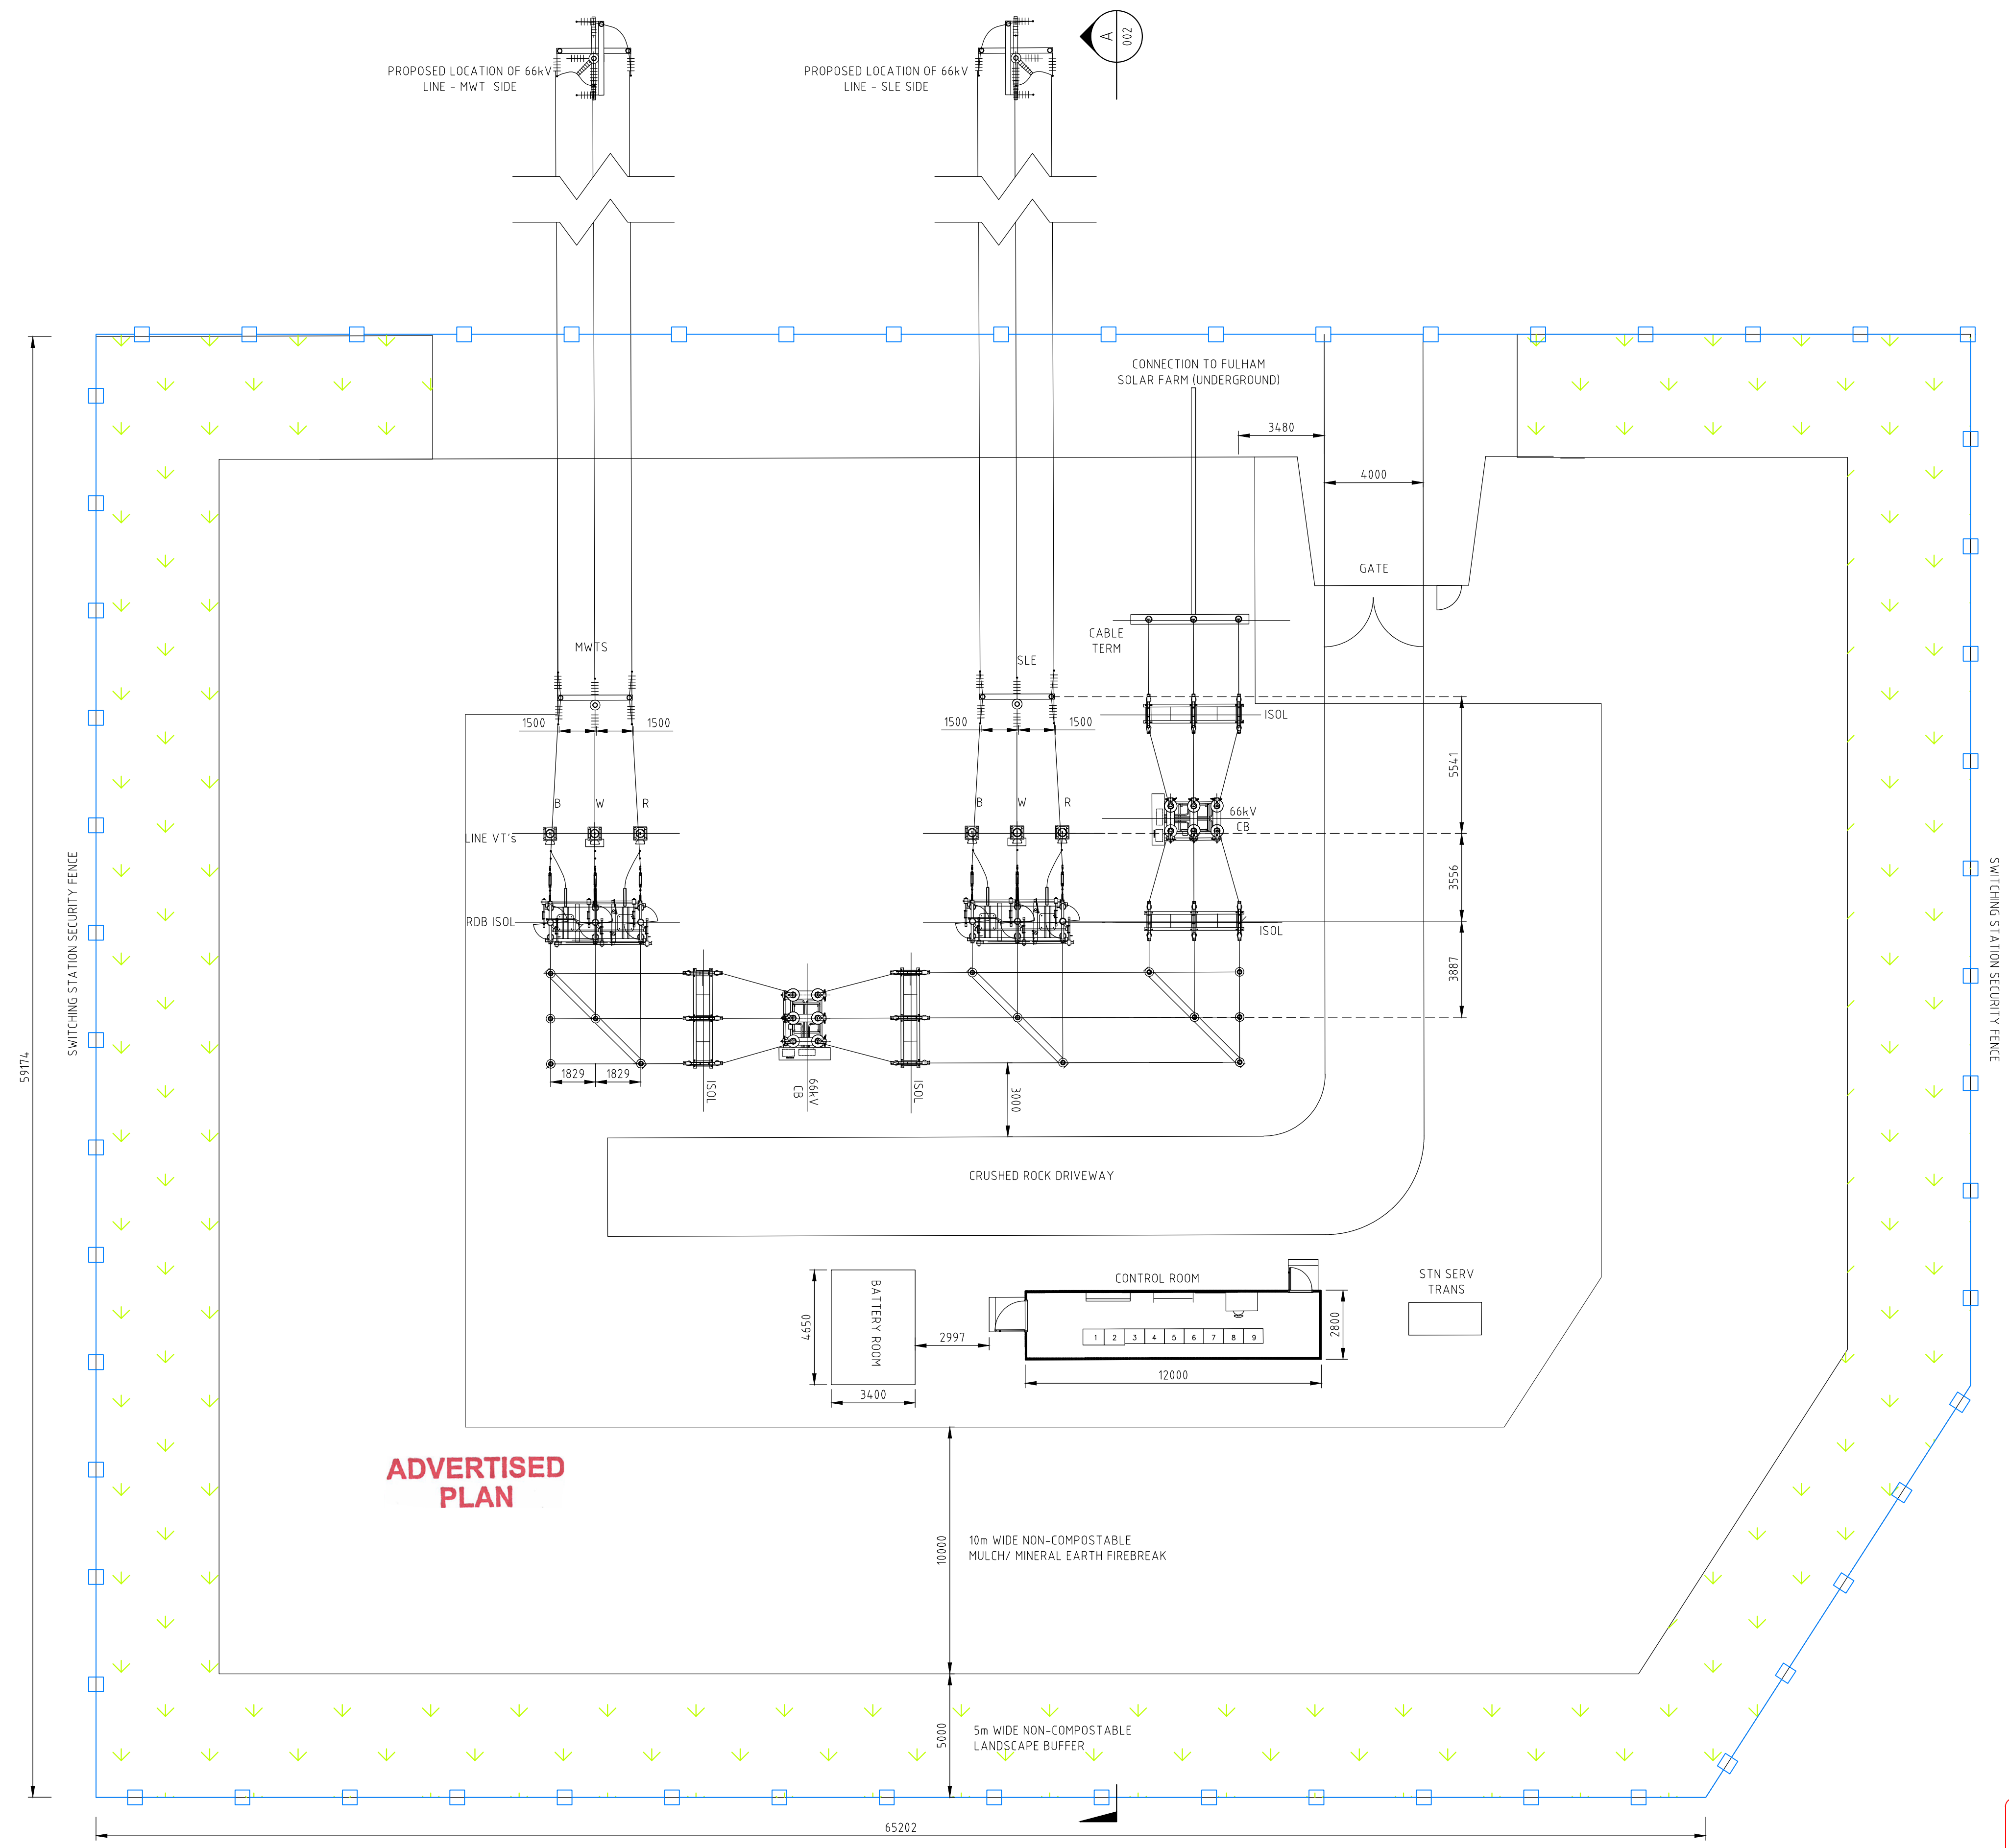 A
002
PROPOSED LOCATION OF 66kV
LINE - MWT SIDE
PROPOSED LOCATION OF 66kV
LINE - SLE SIDE
CONNECTION TO FULHAM
SOLAR FARM (UNDERGROUND)
3480
4000
GATE
CABLE
TERM
MWTS
SLE
ISOL
1500
1500
1500
1500
5541
B
W
R
B
W
R
66kV
CB
LINE VT's
3556
RDB ISOL
ISOL
3887
SWITCHING STATION SECURITY FENCE
SWITCHING STATION SECURITY FENCE
59174
1829
1829
ISOL
66kV
CB
ISOL
3000
CRUSHED ROCK DRIVEWAY
BATTERY ROOM
4650
3400
2997
CONTROL ROOM
1 2 3 4 5 6 7 8 9
2800
12000
STN SERV
TRANS
ADVERTISED
PLAN
10000
10m WIDE NON-COMPOSTABLE
MULCH/ MINERAL EARTH FIREBREAK
5000
5m WIDE NON-COMPOSTABLE
LANDSCAPE BUFFER
65202